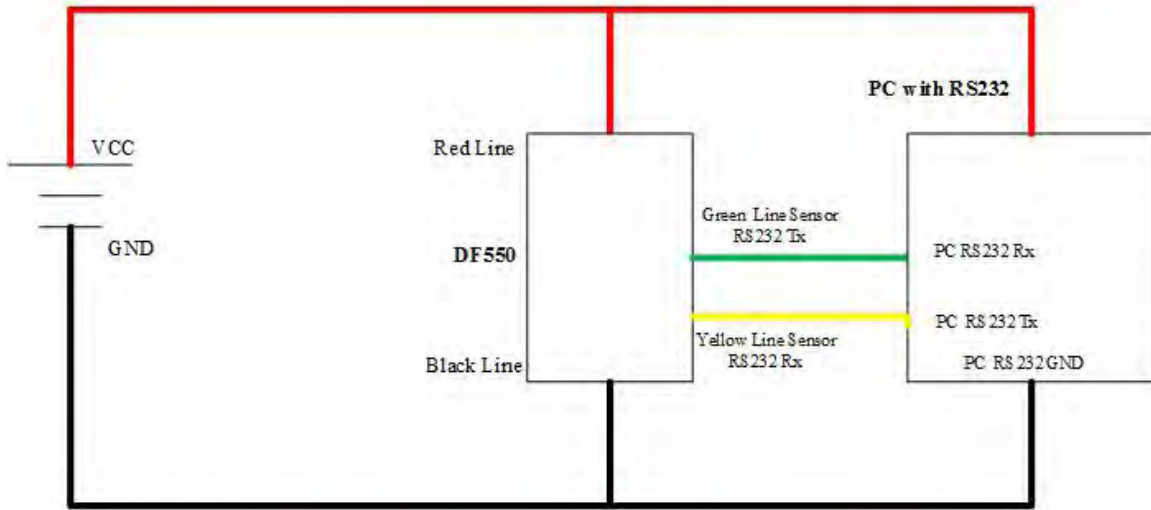 PC with RS232
VCC
GND
Red Line
DF550
Black Line
Green Line Sensor
RS232 Tx
Yellow Line Sensor
RS232 Rx
PC RS232 Rx
PC RS232 Tx
PC RS232 GND